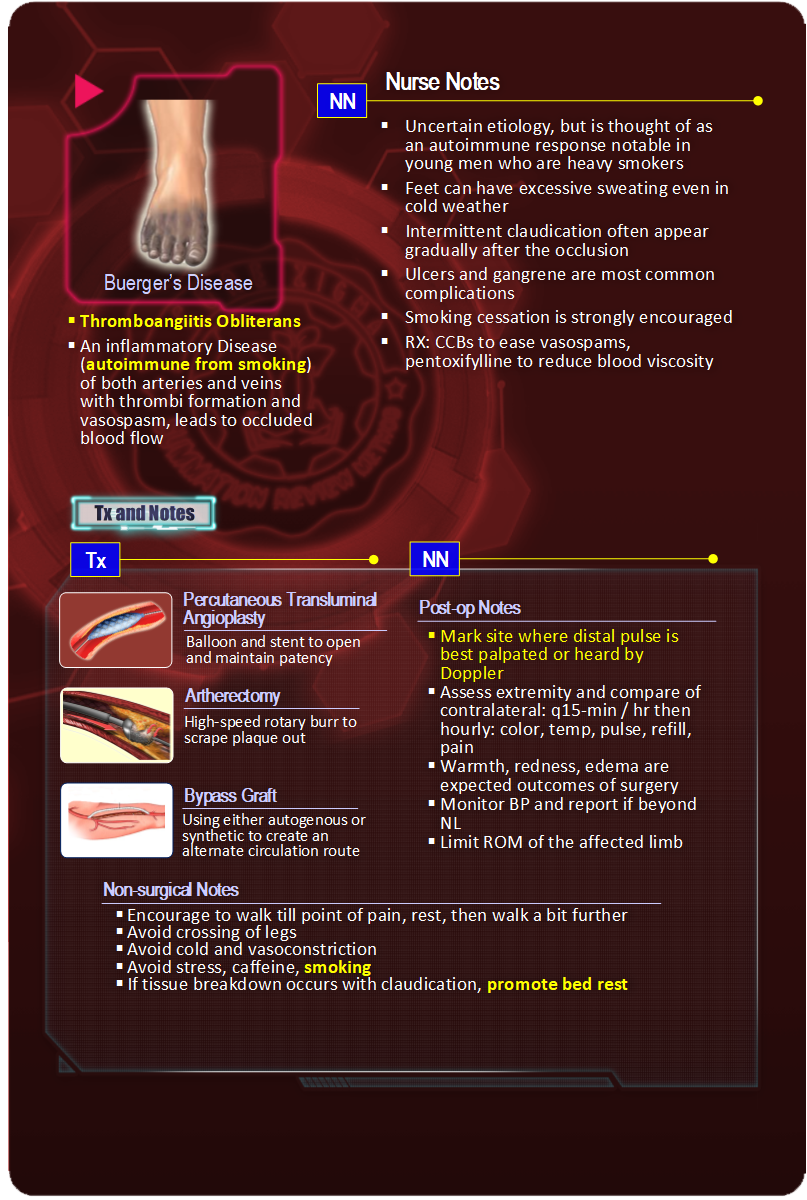 Nurse Notes
NN
▪ Uncertain etiology, but is thought of as
an autoimmune response notable in
young men who are heavy smokers
▪ Feet can have excessive sweating even in
cold weather
▪ Intermittent claudication often appear
gradually after the occlusion
▪ Ulcers and gangrene are most common
complications
▪ Smoking cessation is strongly encouraged
▪ RX: CCBs to ease vasospams,
pentoxifylline to reduce blood viscosity
Buerger's Disease
▪ Thromboangiitis Obliterans
▪ An inflammatory Disease
(autoimmune from smoking)
of both arteries and veins
with thrombi formation and
vasospasm, leads to occluded
blood flow
REVIEW
Tx and Notes
Tx
Percutaneous Transluminal
Angioplasty
Balloon and stent to open
and maintain patency
Artherectomy
High-speed rotary burr to
scrape plaque out
Bypass Graft
Using either autogenous or
synthetic to create an
alternate circulation route
NN
Post-op Notes
▪ Mark site where distal pulse is
best palpated or heard by
Doppler
▪ Assess extremity and compare of
contralateral: q15-min / hr then
hourly: color, temp, pulse, refill,
pain
▪ Warmth, redness, edema are
expected outcomes of surgery
▪ Monitor BP and report if beyond
NL
▪ Limit ROM of the affected limb
Non-surgical Notes
▪ Encourage to walk till point of pain, rest, then walk a bit further
▪ Avoid crossing of legs
▪ Avoid cold and vasoconstriction
▪ Avoid stress, caffeine, smoking
▪ If tissue breakdown occurs with claudication, promote bed rest